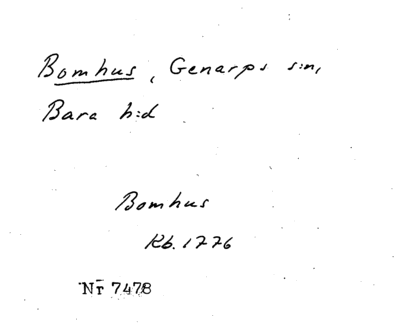 Bomhus, Genarps s:n,
Bara h:d
Bomhus
Kb. 1776
Nr 7478